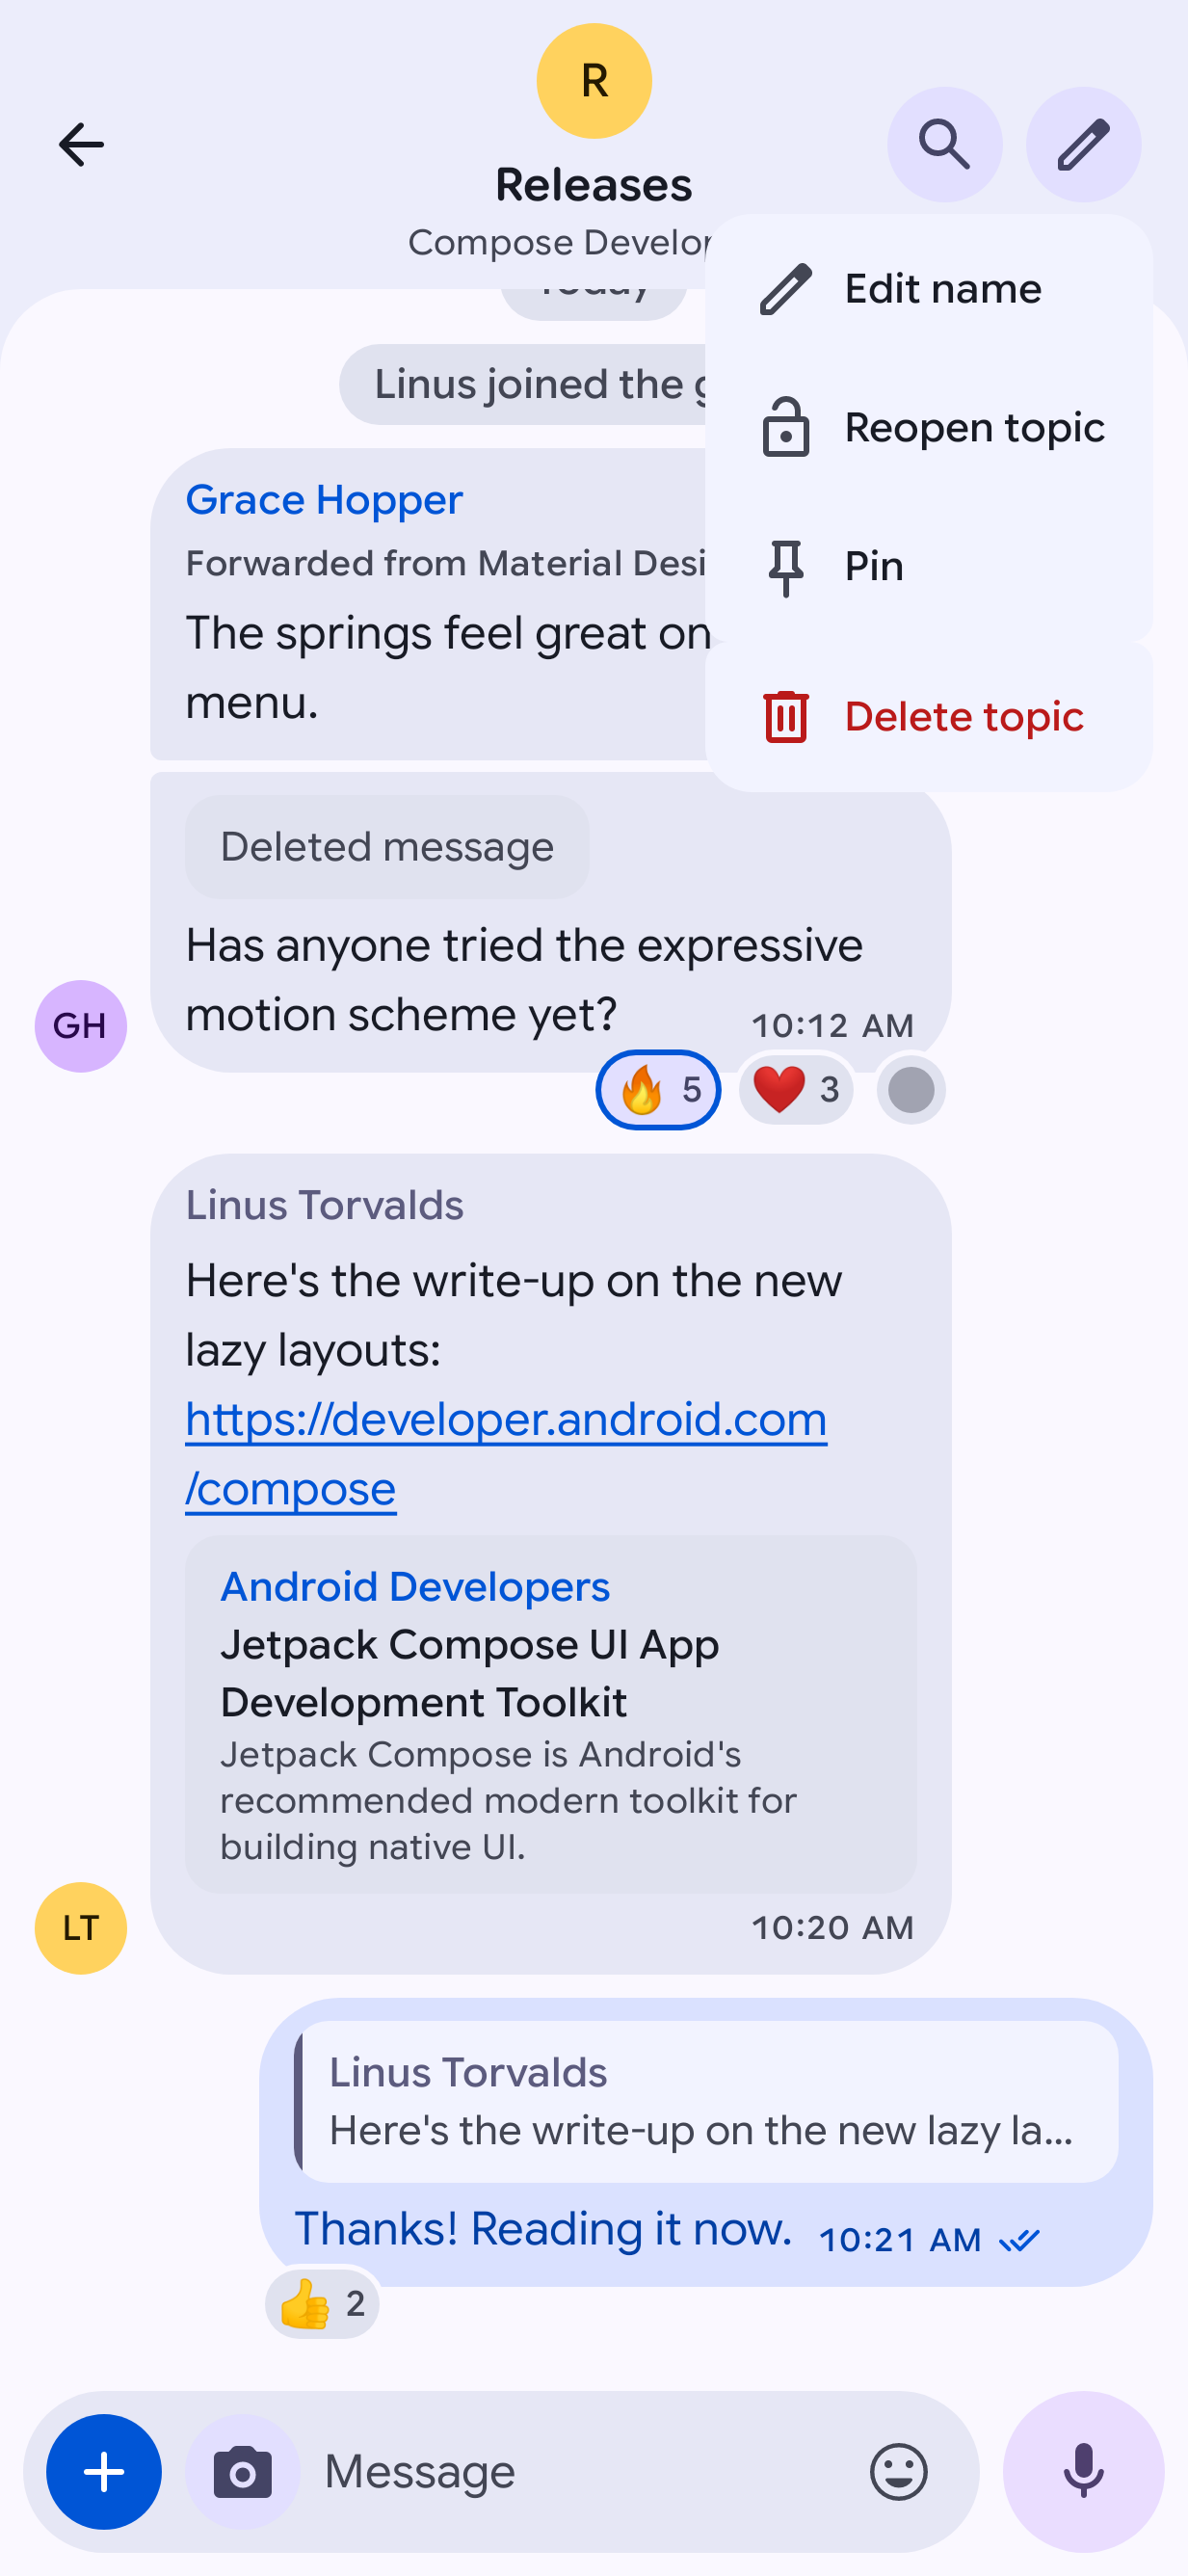 R
Releases
Compose Develop
Edit name
Today
Linus joined the g
Reopen topic
Grace Hopper
Forwarded from Material Desi
Pin
The springs feel great on
menu.
Delete topic
Deleted message
Has anyone tried the expressive
motion scheme yet?
10:12 AM
GH
🔥 5 ❤️ 3
Linus Torvalds
Here's the write-up on the new
lazy layouts:
https://developer.android.com
/compose
Android Developers
Jetpack Compose UI App
Development Toolkit
Jetpack Compose is Android's
recommended modern toolkit for
building native UI.
LT
10:20 AM
Linus Torvalds
Here's the write-up on the new lazy la...
Thanks! Reading it now. 10:21 AM
👍 2
Message